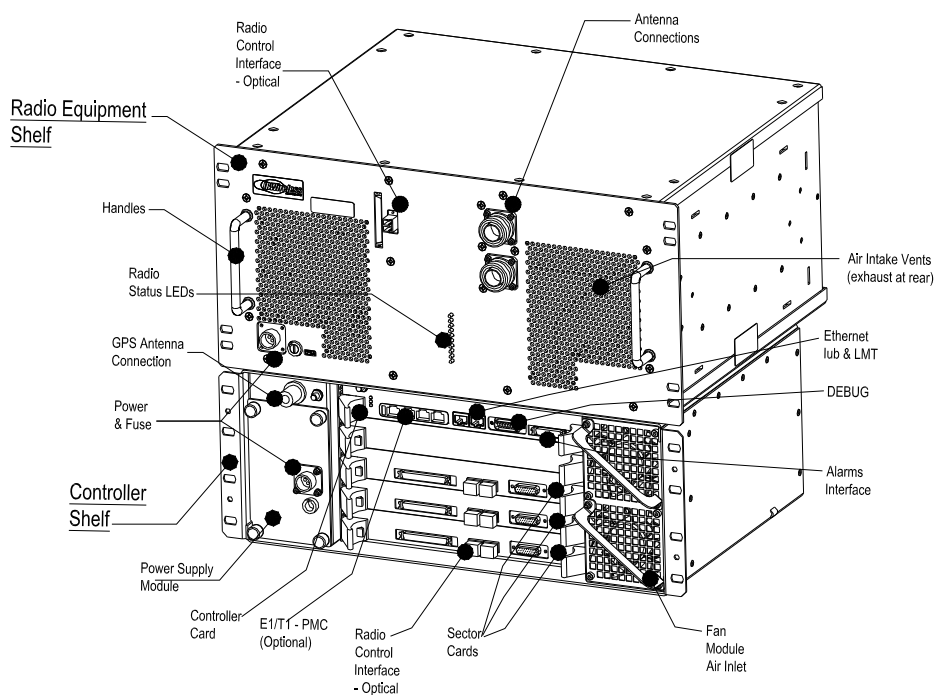 Antenna
Connections
Radio
Control
Interface
- Optical
Radio Equipment
Shelf
Handles
Radio
Status LEDs
Air Intake Vents
(exhaust at rear)
GPS Antenna
Connection
Ethernet
Iub & LMT
DEBUG
Power
& Fuse
Alarms
Interface
Controller
Shelf
Power Supply
Module
Controller
Card
E1/T1 - PMC
(Optional)
Radio
Control
Interface
- Optical
Sector
Cards
Fan
Module
Air Inlet